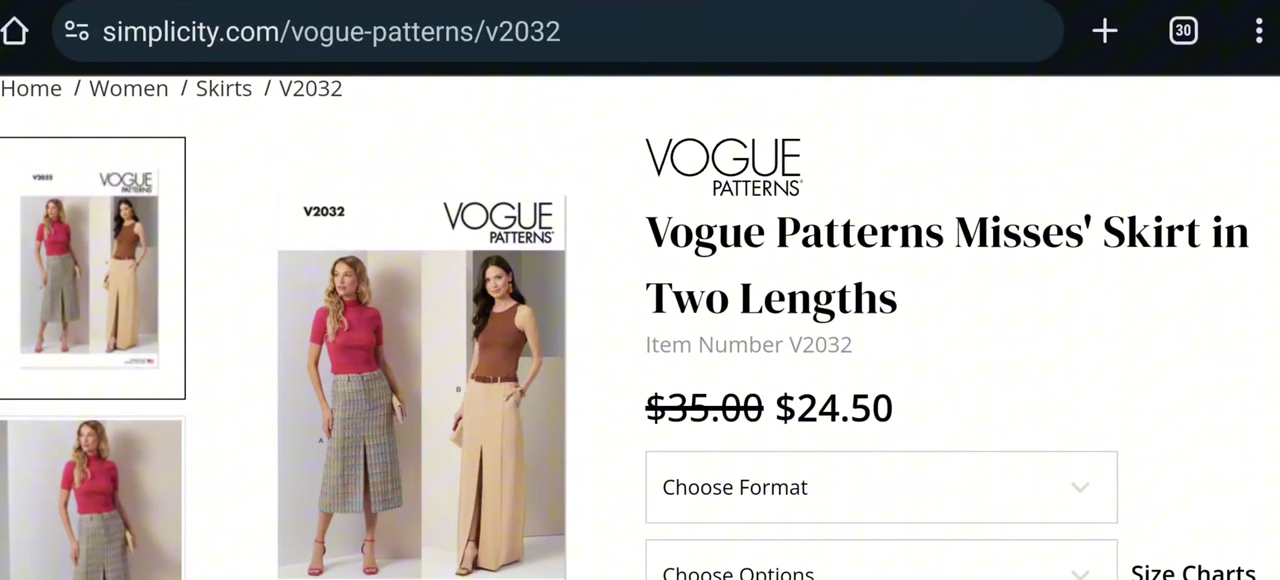 simplicity.com/vogue-patterns/v2032
30
Home / Women / Skirts / V2032
V2032
VOGUE
PATTERNS
V2032
VOGUE
PATTERNS
A
B
VOGUE
PATTERNS
Vogue Patterns Misses' Skirt in
Two Lengths
Item Number V2032
$35.00 $24.50
Choose Format
Choose Options
Size Charts